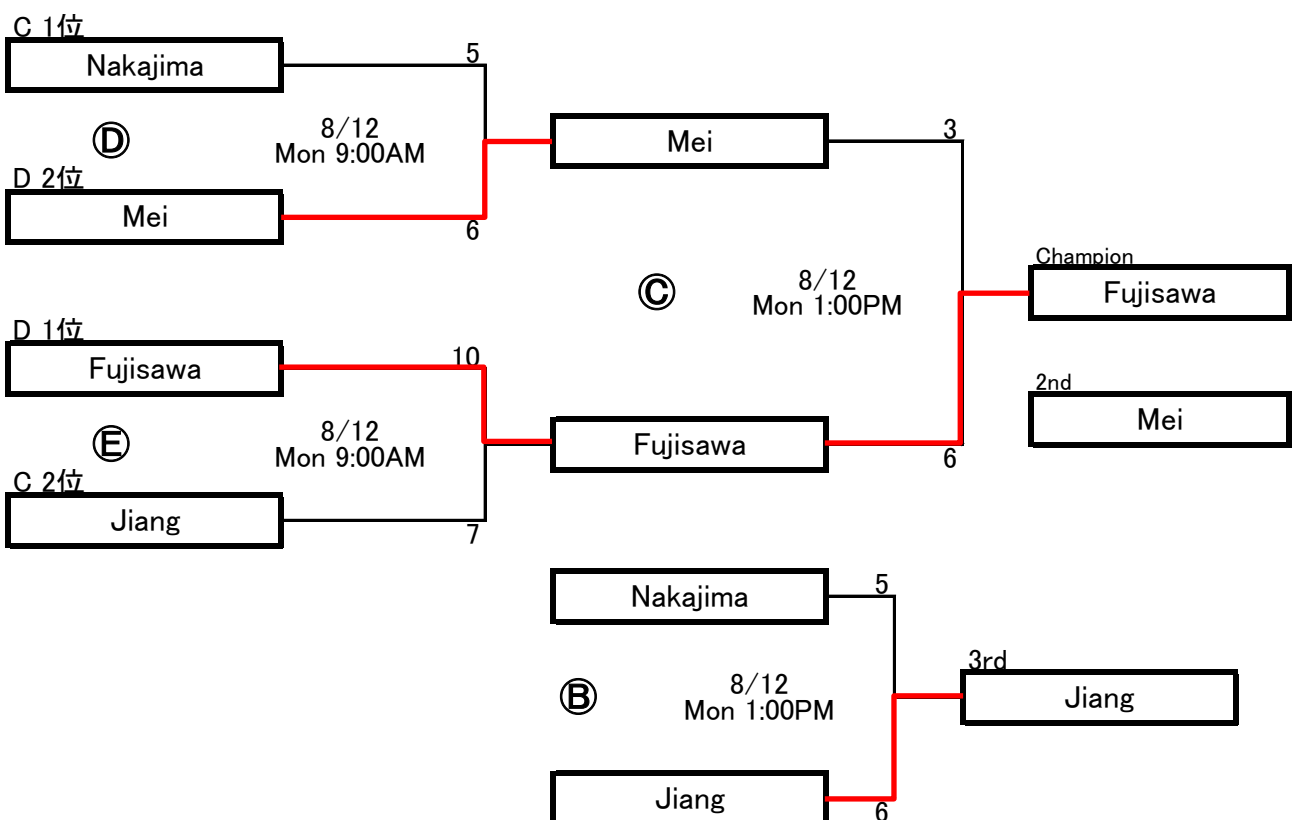 C 1位
Nakajima
5
Ⓓ
8/12
Mon 9:00AM
D 2位
Mei
6
Mei
3
Ⓒ
8/12
Mon 1:00PM
Champion
Fujisawa
2nd
Mei
D 1位
Fujisawa
10
Ⓔ
8/12
Mon 9:00AM
C 2位
Jiang
7
Fujisawa
6
Nakajima
5
Ⓑ
8/12
Mon 1:00PM
Jiang
6
3rd
Jiang